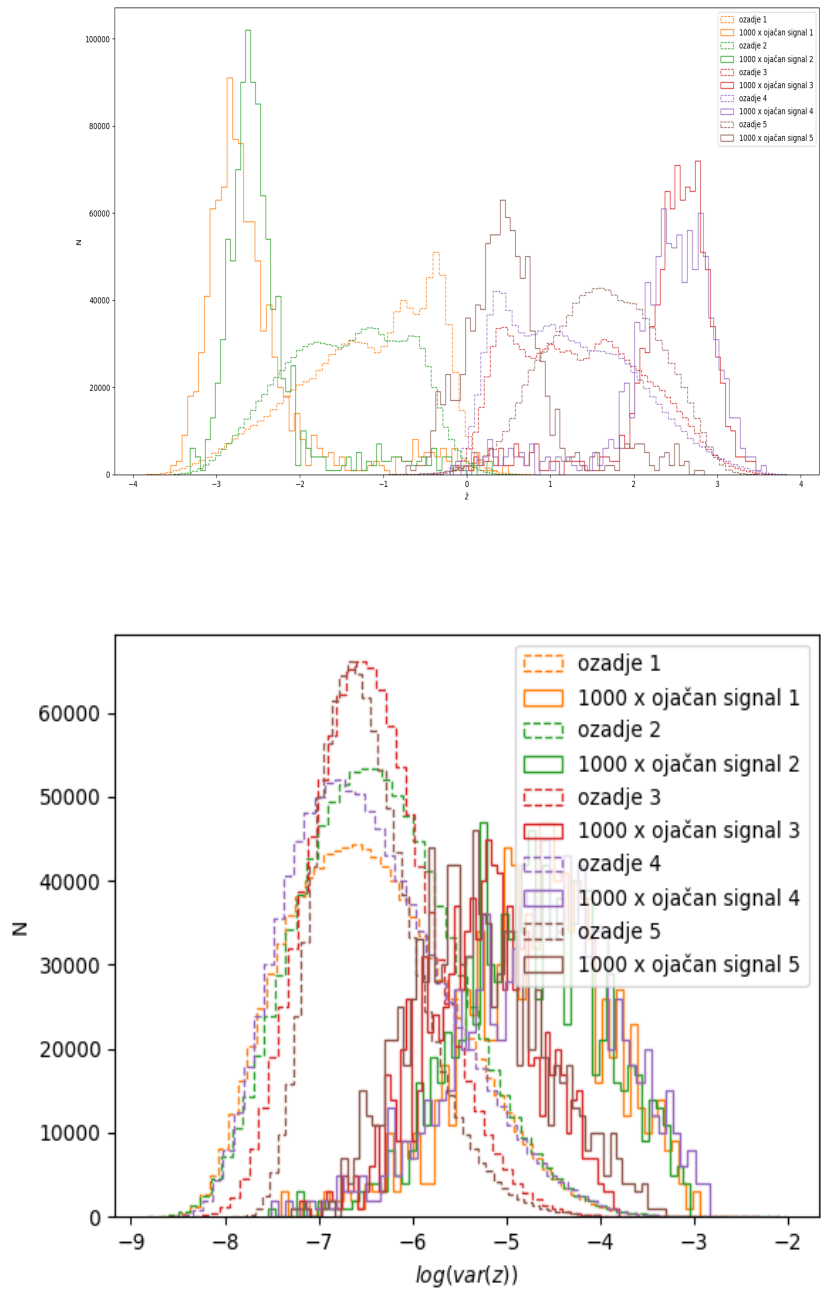 100000
80000
60000
40000
20000
0
N
−4
−3
−2
−1
0
1
2
3
4
z̄
ozadje 1
1000 x ojačan signal 1
ozadje 2
1000 x ojačan signal 2
ozadje 3
1000 x ojačan signal 3
ozadje 4
1000 x ojačan signal 4
ozadje 5
1000 x ojačan signal 5
60000
50000
40000
30000
20000
10000
0
N
−9
−8
−7
−6
−5
−4
−3
−2
log(var(z))
ozadje 1
1000 x ojačan signal 1
ozadje 2
1000 x ojačan signal 2
ozadje 3
1000 x ojačan signal 3
ozadje 4
1000 x ojačan signal 4
ozadje 5
1000 x ojačan signal 5